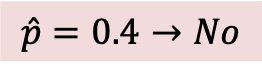 p̂ = 0.4 → No